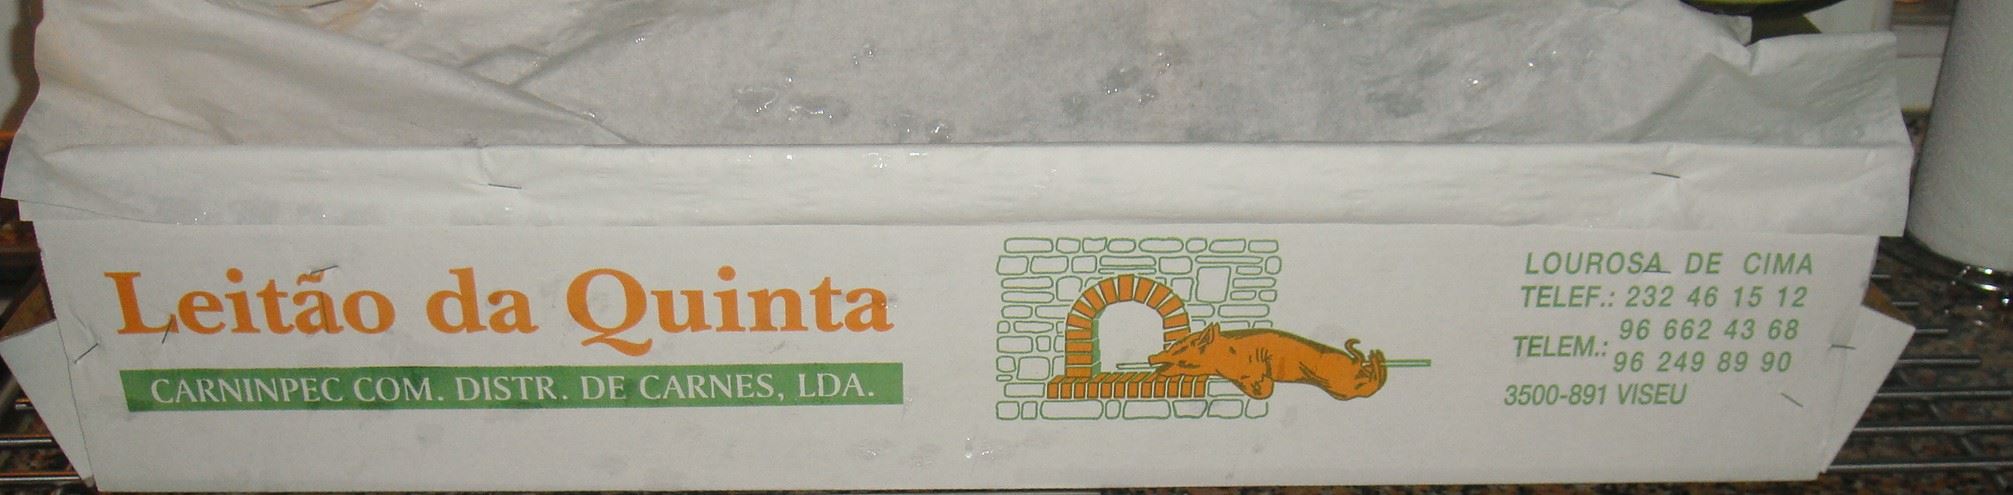 Leitão da Quinta
CARNINPEC COM. DISTR. DE CARNES, LDA.
LOUROSA DE CIMA
TELEF.: 232 46 15 12
TELEM.: 96 662 43 68
96 249 89 90
3500-891 VISEU